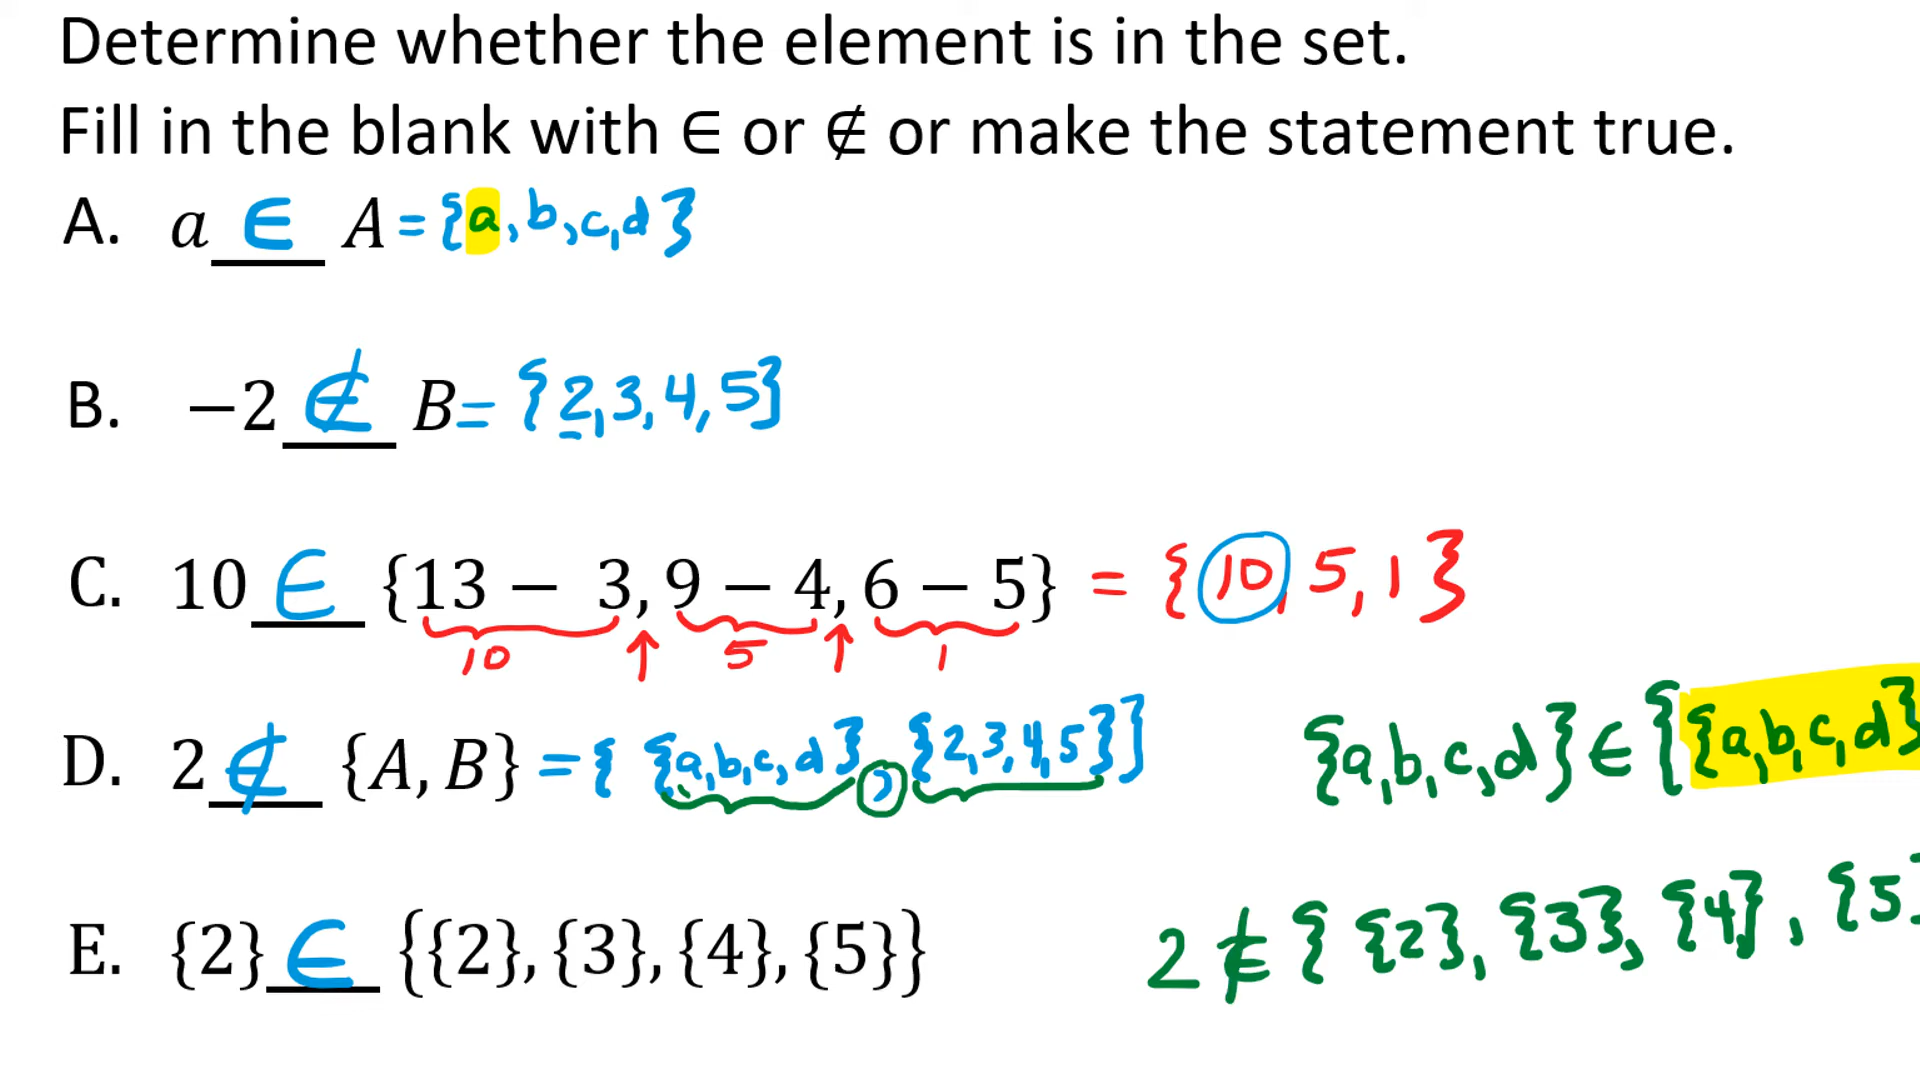 Determine whether the element is in the set.
Fill in the blank with ∈ or ∉ or make the statement true.
A. a ∈ A = {a, b, c, d}
B. −2 ∉ B = {2, 3, 4, 5}
C. 10 ∈ {13 − 3, 9 − 4, 6 − 5} = {10, 5, 1}
10 ↑ 5 ↑ 1
D. 2 ∉ {A, B} = { {a, b, c, d}, {2, 3, 4, 5}} {a, b, c, d} ∈ {{a, b, c, d}
E. {2} ∈ {{2}, {3}, {4}, {5}} 2 ∉ { {2}, {3}, {4}, {5}